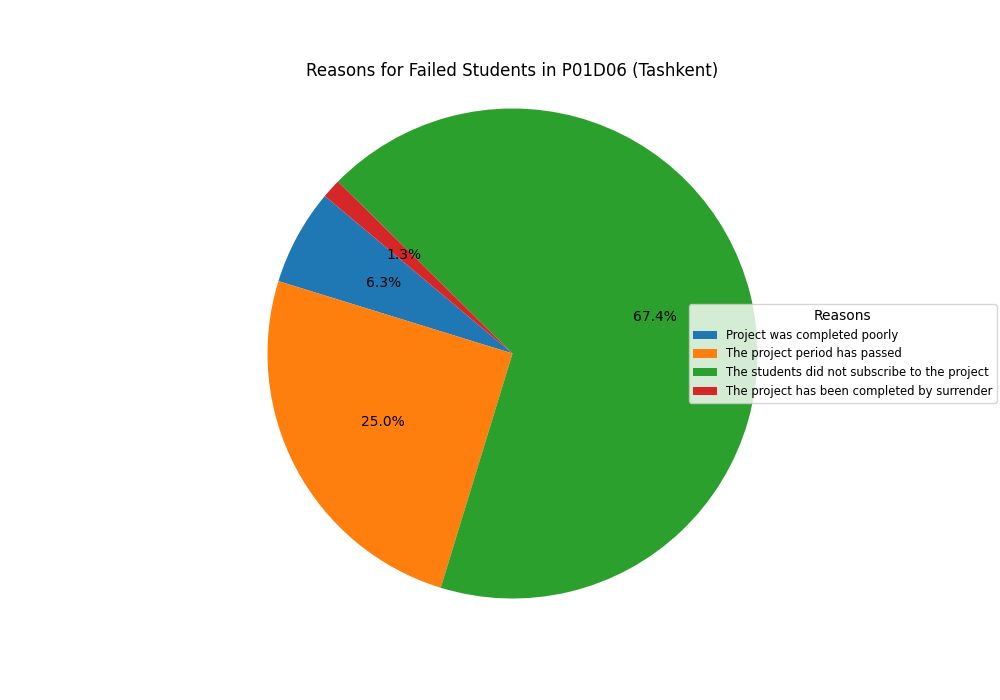 Reasons for Failed Students in P01D06 (Tashkent)
1.3%
6.3%
67.4%
25.0%
Reasons
Project was completed poorly
The project period has passed
The students did not subscribe to the project
The project has been completed by surrender